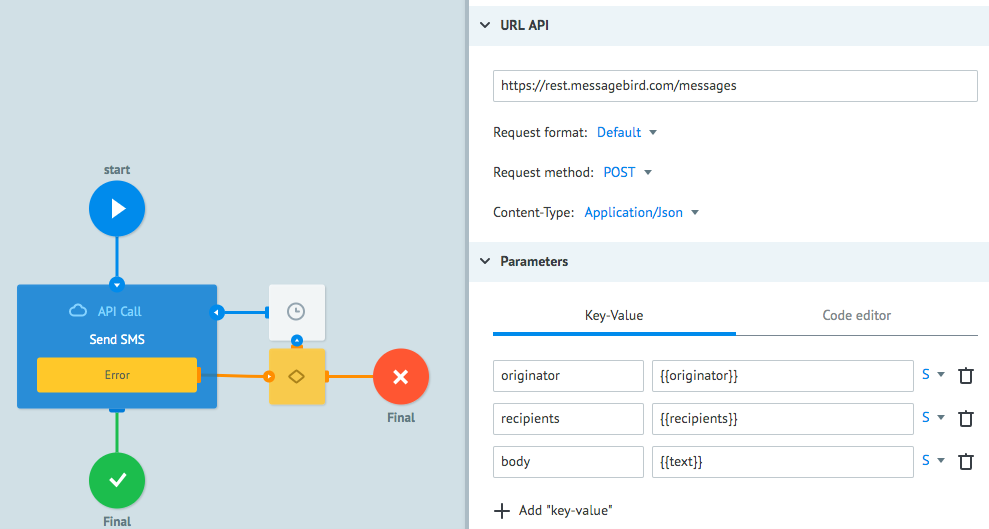 start
API Call
Send SMS
Error
Final
Final
URL API
https://rest.messagebird.com/messages
Request format: Default
Request method: POST
Content-Type: Application/Json
Parameters
Key-Value Code editor
originator {{originator}} S
recipients {{recipients}} S
body {{text}} S
Add "key-value"